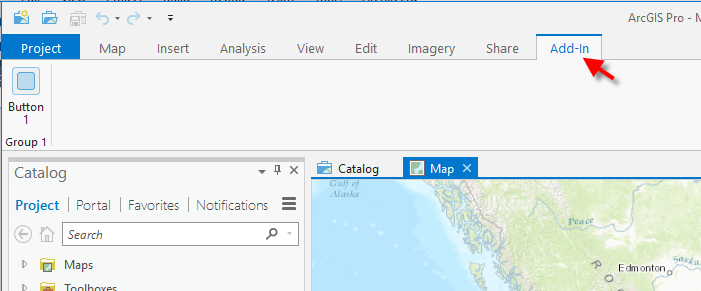 ArcGIS Pro - M
Project Map Insert Analysis View Edit Imagery Share Add-In
Button
1
Group 1
Catalog
Catalog Map
Project Portal Favorites Notifications
Search
Maps
Toolboxes
Gulf of
Alaska
Peace
Edmonton
R
O